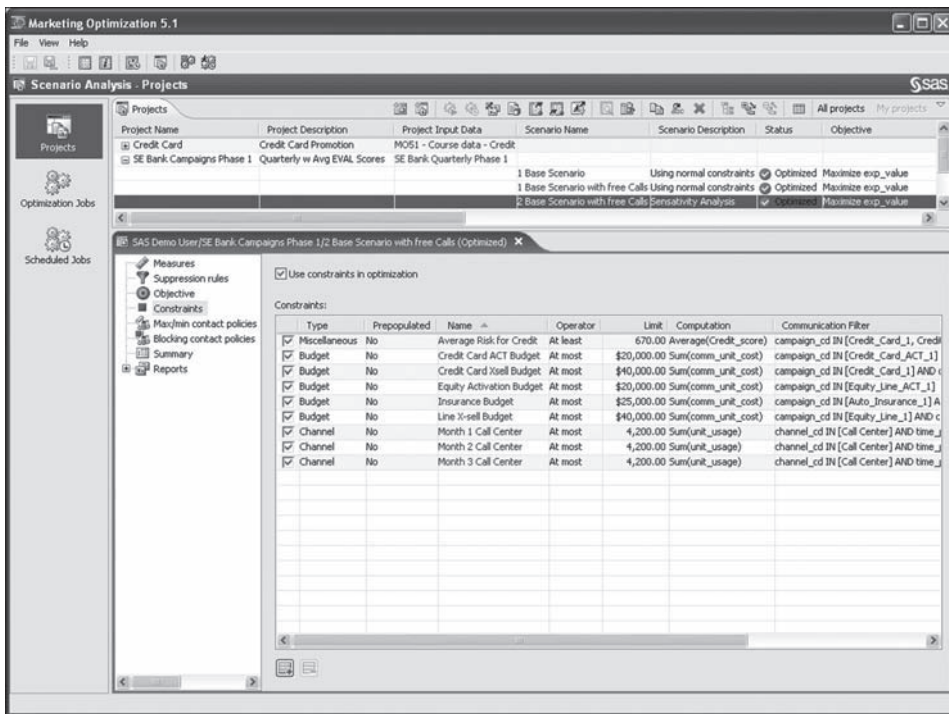 Marketing Optimization 5.1
File View Help
Scenario Analysis - Projects
sas
Projects
Optimization Jobs
Scheduled Jobs
Projects
All projects My projects
Project Name Project Description Project Input Data Scenario Name Scenario Description Status Objective
Credit Card Credit Card Promotion MO51 - Course data - Credit
SE Bank Campaigns Phase 1 Quarterly w Avg EVAL Scores SE Bank Quarterly Phase 1
1 Base Scenario Using normal constraints Optimized Maximize exp_value
1 Base Scenario with free Calls Using normal constraints Optimized Maximize exp_value
2 Base Scenario with free Calls Sensativity Analysis Optimized Maximize exp_value
SAS Demo User/SE Bank Campaigns Phase 1/2 Base Scenario with free Calls (Optimized)
Measures
Suppression rules
Objective
Constraints
Max/min contact policies
Blocking contact policies
Summary
Reports
Use constraints in optimization
Constraints:
Type Prepopulated Name Operator Limit Computation Communication Filter
Miscellaneous No Average Risk for Credit At least 670.00 Average(Credit_score) campaign_cd IN [Credit_Card_1, Credi
Budget No Credit Card ACT Budget At most $20,000.00 Sum(comm_unit_cost) campaign_cd IN [Credit_Card_ACT_1]
Budget No Credit Card Xsell Budget At most $40,000.00 Sum(comm_unit_cost) campaign_cd IN [Credit_Card_1] AND c
Budget No Equity Activation Budget At most $20,000.00 Sum(comm_unit_cost) campaign_cd IN [Equity_Line_ACT_1]
Budget No Insurance Budget At most $25,000.00 Sum(comm_unit_cost) campaign_cd IN [Auto_Insurance_1] A
Budget No Line X-sell Budget At most $40,000.00 Sum(comm_unit_cost) campaign_cd IN [Equity_Line_1] AND c
Channel No Month 1 Call Center At most 4,200.00 Sum(unit_usage) channel_cd IN [Call Center] AND time_p
Channel No Month 2 Call Center At most 4,200.00 Sum(unit_usage) channel_cd IN [Call Center] AND time_p
Channel No Month 3 Call Center At most 4,200.00 Sum(unit_usage) channel_cd IN [Call Center] AND time_p